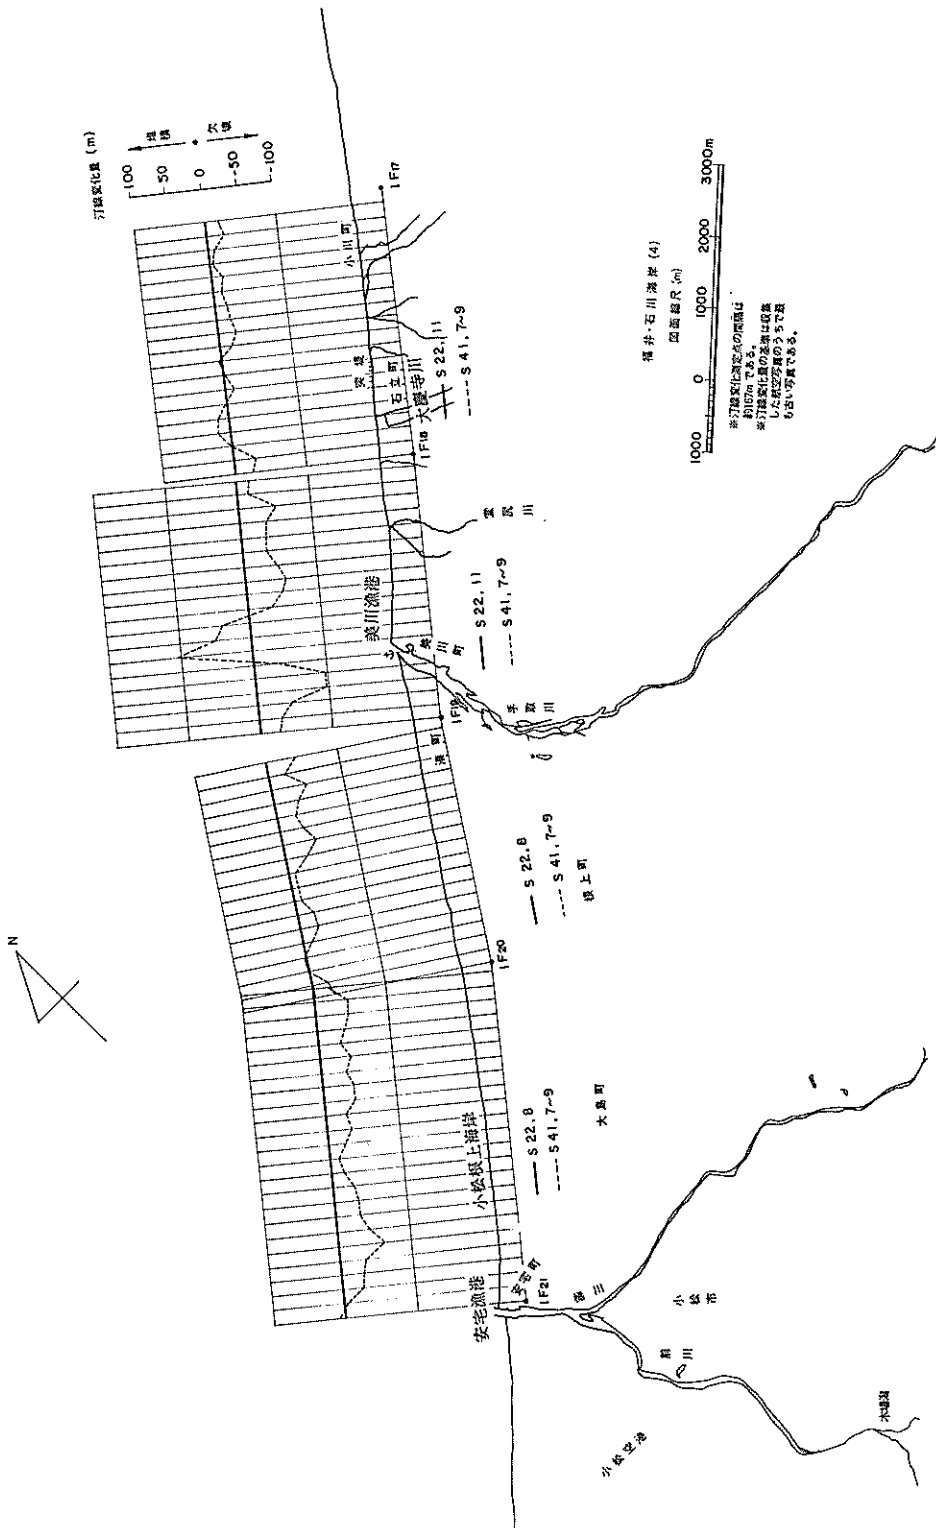 汀線変化量 (m)
100
50
0
-50
-100
堆積
欠壊
1F17
小川町
突堤
石立町
大慶寺川
S 22.11
S 41.7~9
1F18
美川漁港
美川町
S 22.11
S 41.7~9
手取川
1F19
湊町
S 22.8
S 41.7~9
根上町
1F20
N
小松根上海岸
S 22.8
S 41.7~9
大島町
安宅漁港
安宅町
1F21
小松市
前川
小松空港
木場潟
福井・石川海岸 (4)
図面縮尺 (m)
1000
0
1000
2000
3000m
※汀線変化測定点の間隔は
約167mである。
※汀線変化量の基準は収集
した航空写真のうちで最
も古い写真である。